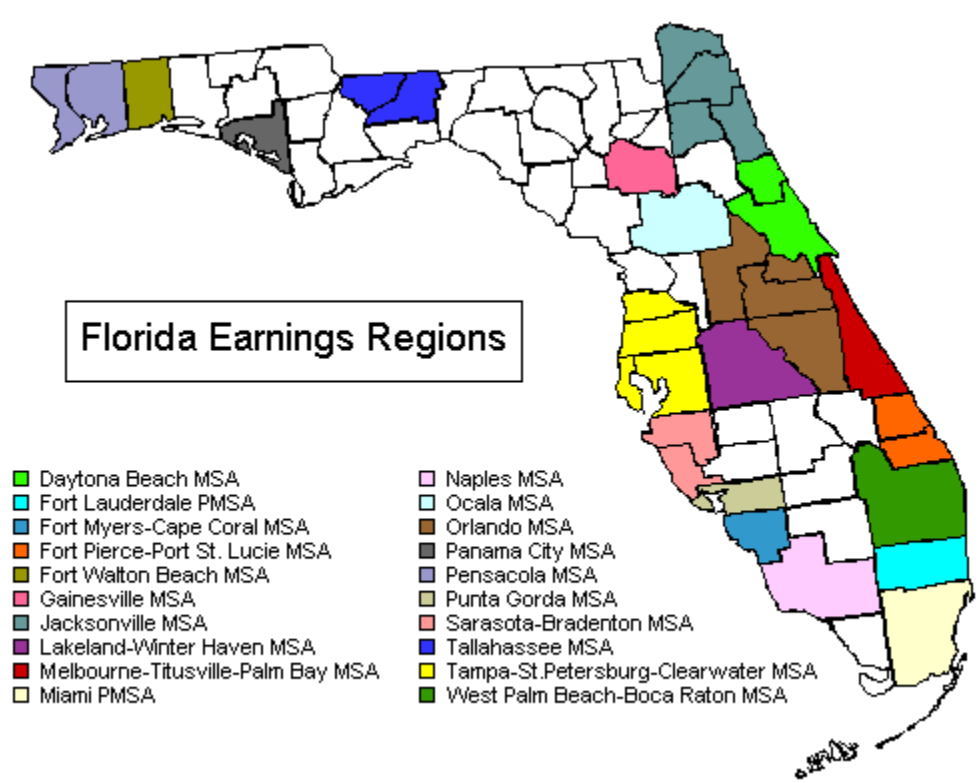 Florida Earnings Regions
Daytona Beach MSA
Fort Lauderdale PMSA
Fort Myers-Cape Coral MSA
Fort Pierce-Port St. Lucie MSA
Fort Walton Beach MSA
Gainesville MSA
Jacksonville MSA
Lakeland-Winter Haven MSA
Melbourne-Titusville-Palm Bay MSA
Miami PMSA
Naples MSA
Ocala MSA
Orlando MSA
Panama City MSA
Pensacola MSA
Punta Gorda MSA
Sarasota-Bradenton MSA
Tallahassee MSA
Tampa-St.Petersburg-Clearwater MSA
West Palm Beach-Boca Raton MSA